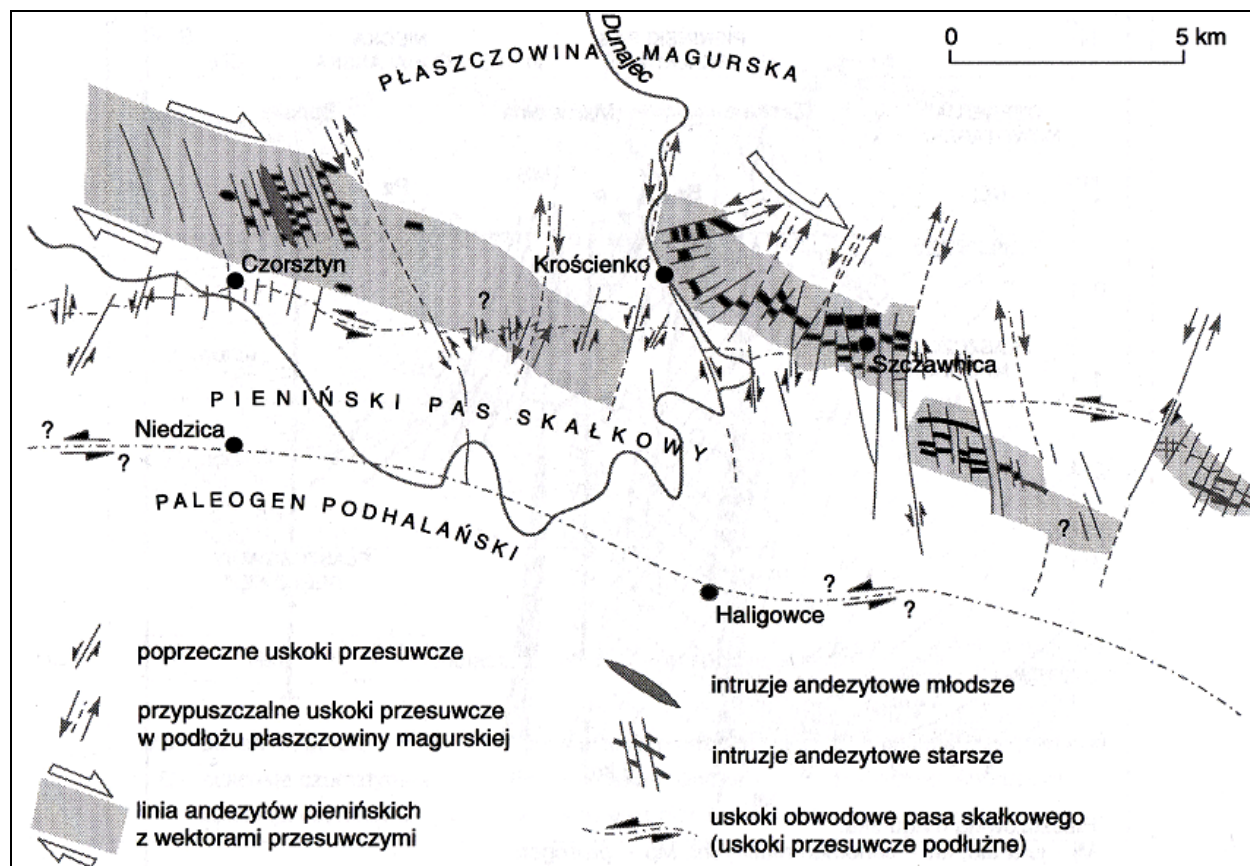 Dunajec
0 5 km
PŁASZCZOWINA MAGURSKA
Czorsztyn
Krościenko
?
Szczawnica
PIENIŃSKI PAS SKAŁKOWY
?
Niedzica
?
PALEOGEN PODHALAŃSKI
?
?
?
Haligowce
poprzeczne uskoki przesuwcze
przypuszczalne uskoki przesuwcze
w podłożu płaszczowiny magurskiej
linia andezytów pienińskich
z wektorami przesuwczymi
intruzje andezytowe młodsze
intruzje andezytowe starsze
uskoki obwodowe pasa skałkowego
(uskoki przesuwcze podłużne)